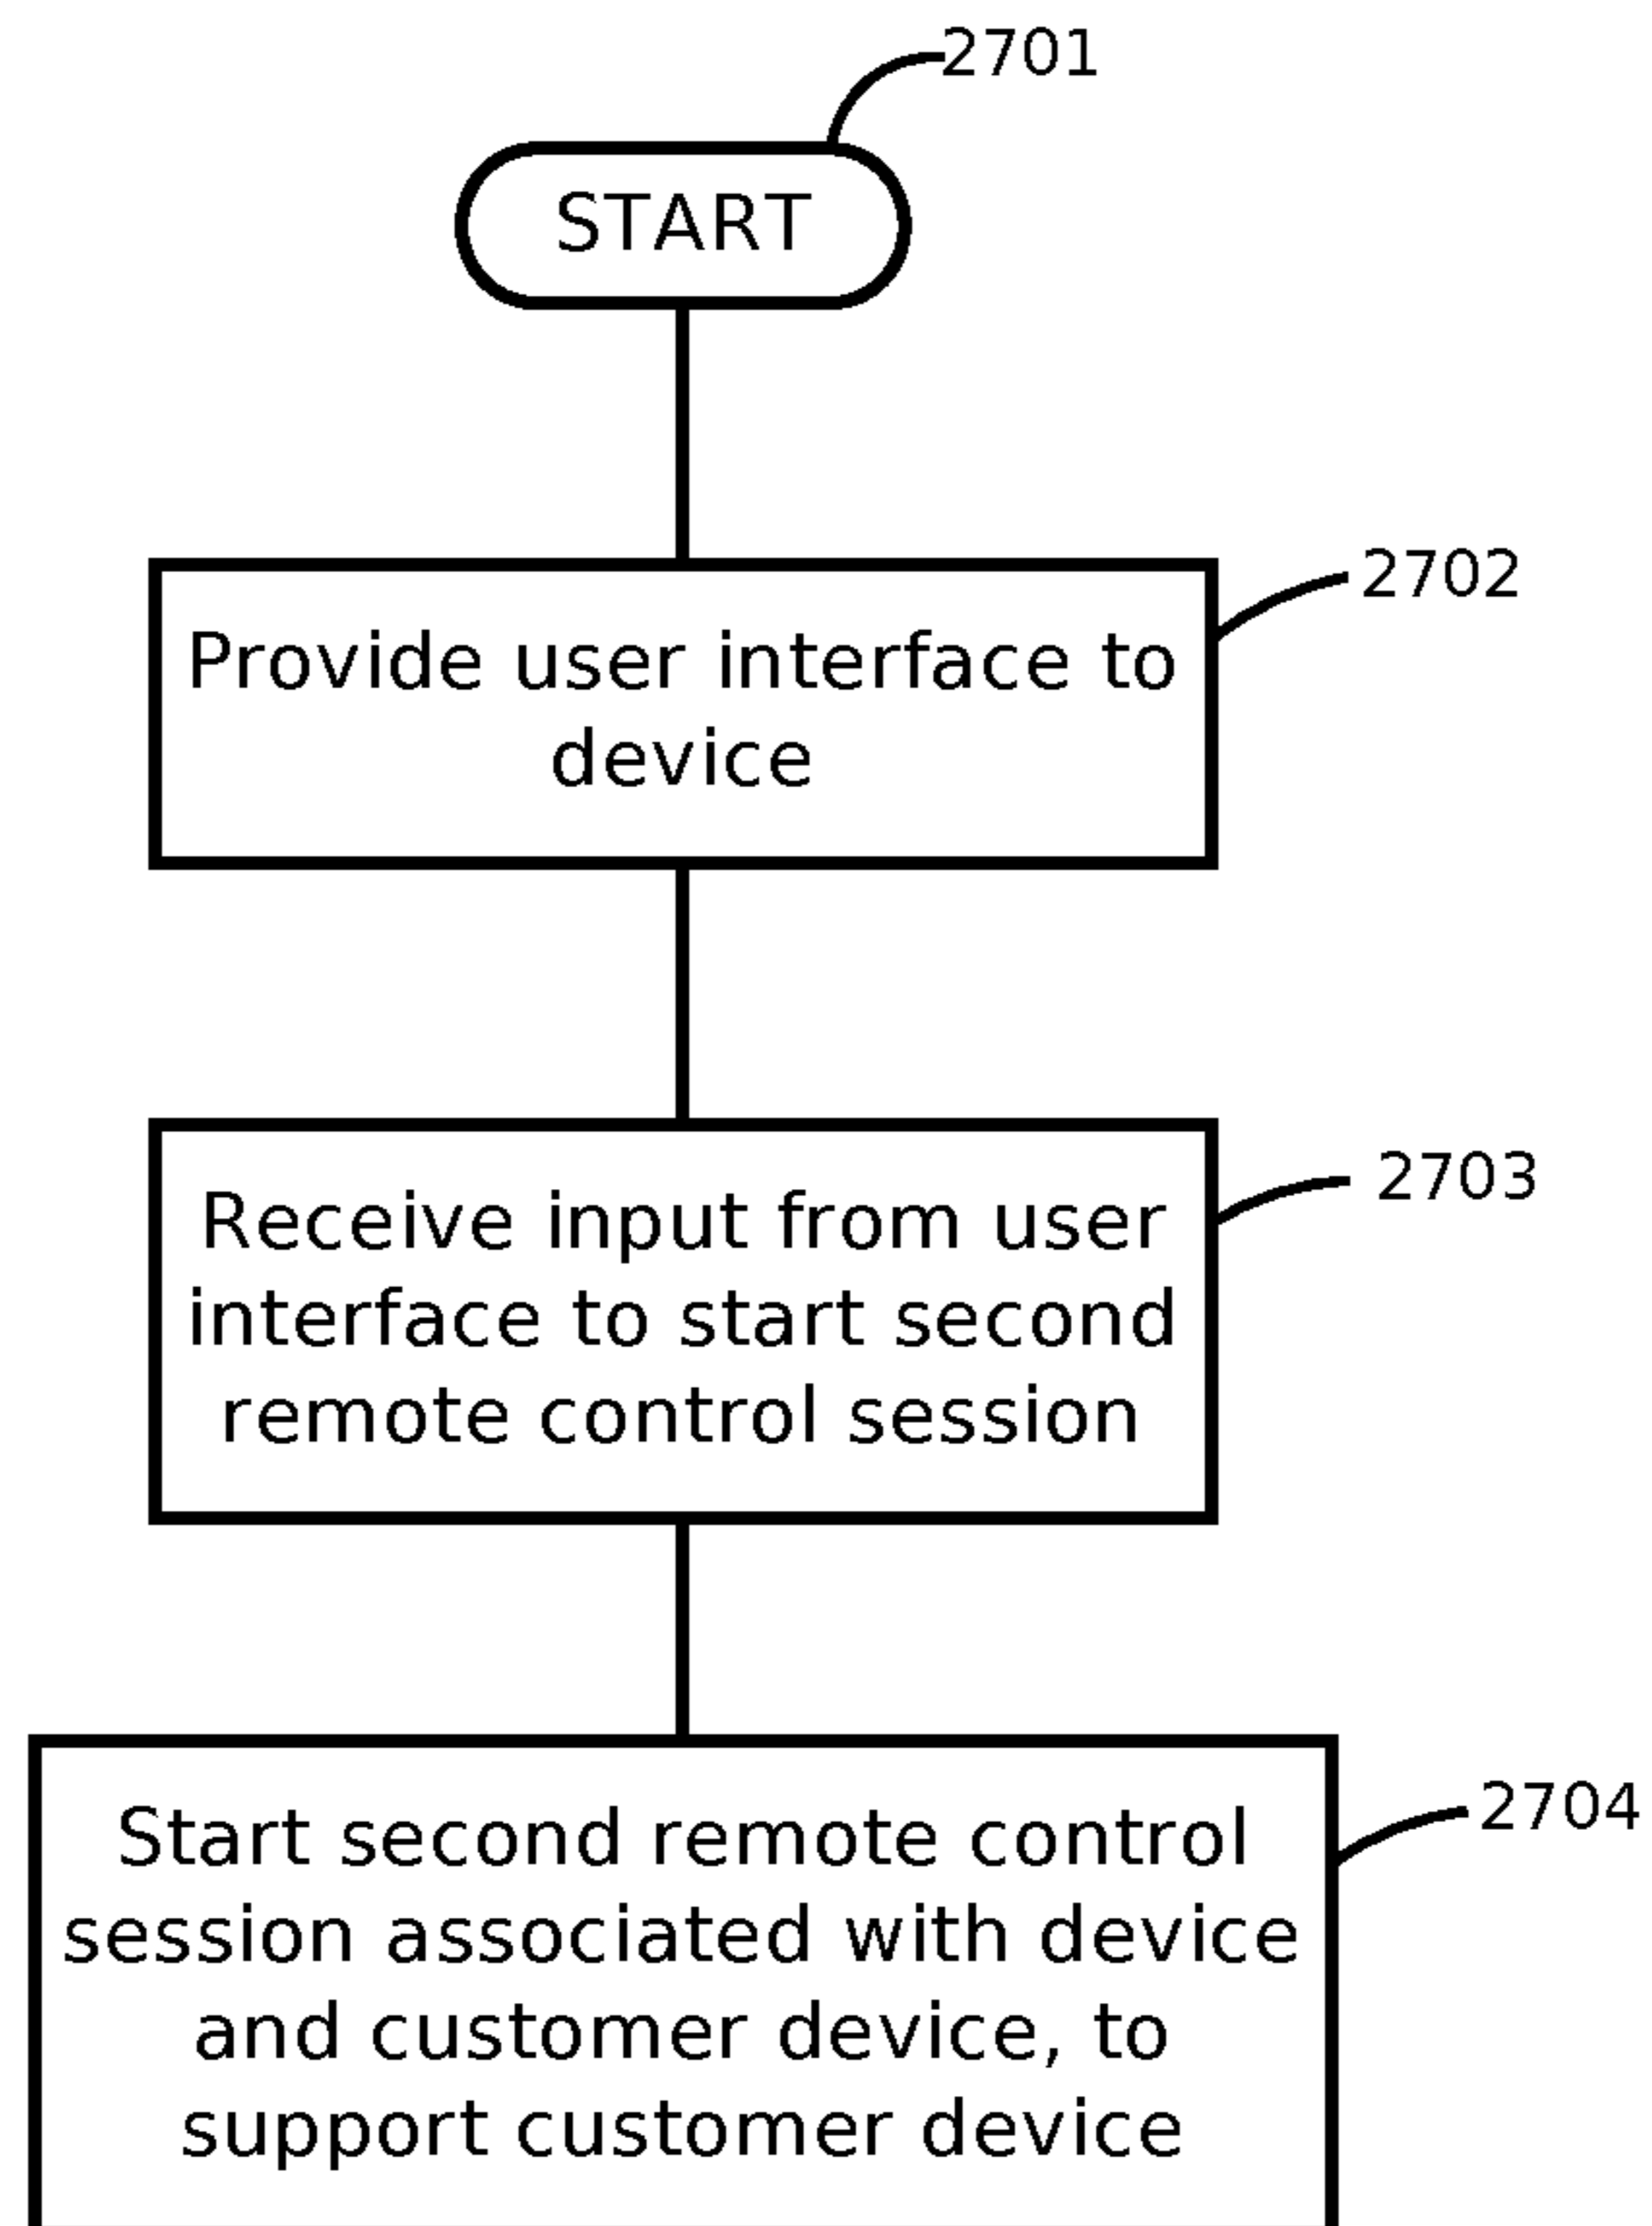 2701
START
2702
Provide user interface to
device
2703
Receive input from user
interface to start second
remote control session
2704
Start second remote control
session associated with device
and customer device, to
support customer device